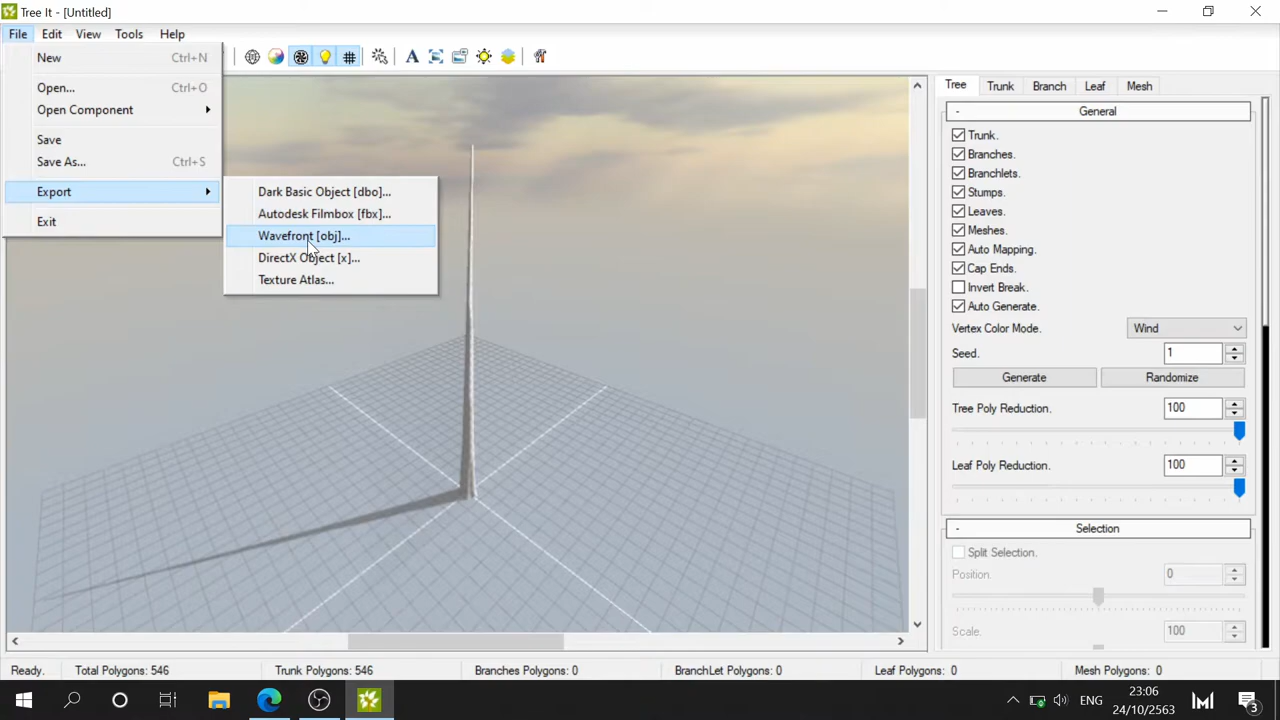 Tree It - [Untitled]
File Edit View Tools Help
New Ctrl+N
Open... Ctrl+O
Open Component
Save
Save As... Ctrl+S
Export
Exit
Dark Basic Object [dbo]...
Autodesk Filmbox [fbx]...
Wavefront [obj]...
DirectX Object [x]...
Texture Atlas...
A
Tree Trunk Branch Leaf Mesh
- General
Trunk.
Branches.
Branchlets.
Stumps.
Leaves.
Meshes.
Auto Mapping.
Cap Ends.
Invert Break.
Auto Generate.
Vertex Color Mode. Wind
Seed. 1
Generate Randomize
Tree Poly Reduction. 100
Leaf Poly Reduction. 100
- Selection
Split Selection.
Position. 0
Scale. 100
Ready. Total Polygons: 546 Trunk Polygons: 546 Branches Polygons: 0 BranchLet Polygons: 0 Leaf Polygons: 0 Mesh Polygons: 0
ENG
23:06
24/10/2563
3